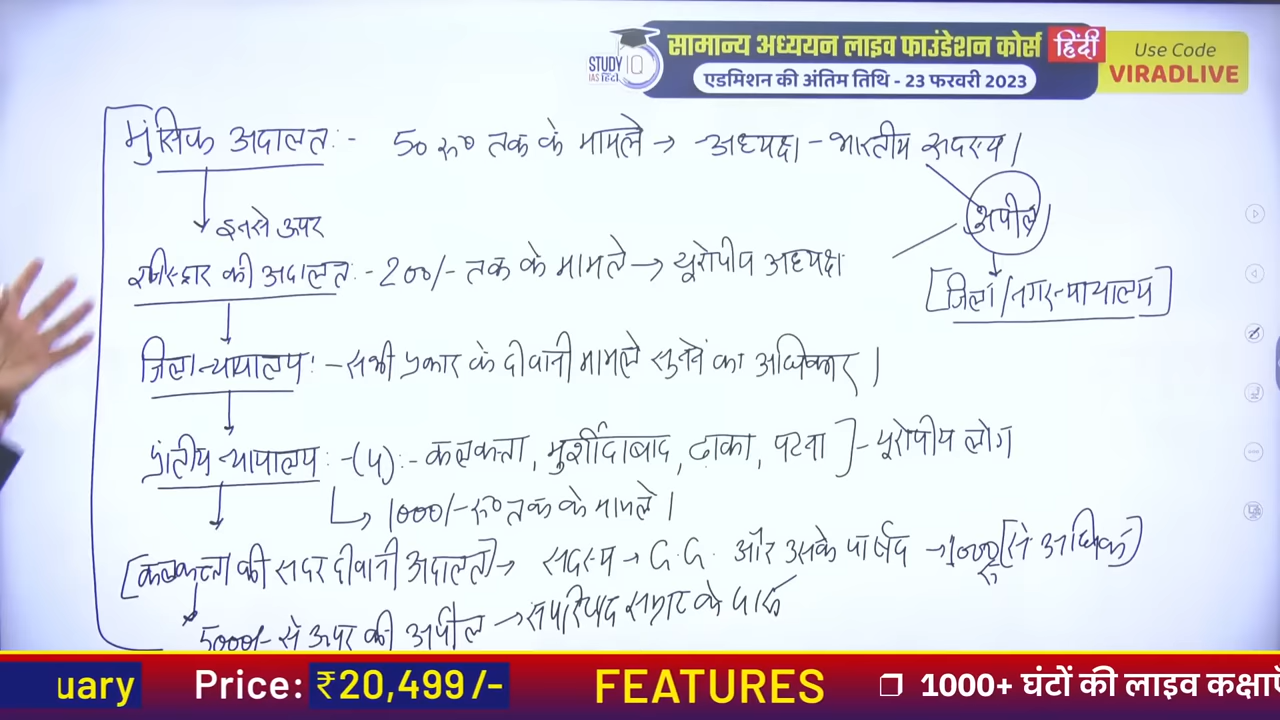 STUDY IQ
IAS हिंदी
सामान्य अध्ययन लाइव फाउंडेशन कोर्स हिंदी
एडमिशन की अंतिम तिथि - 23 फरवरी 2023
Use Code
VIRADLIVE
मुंसिफ अदालत :- 50 रु० तक के मामले → अध्यक्ष - भारतीय सदस्य।
इनसे ऊपर
अपील
रजिस्ट्रार की अदालत :- 200/- तक के मामले → यूरोपीय अध्यक्ष
[जिला/नगर न्यायालय]
जिला न्यायालय :- सभी प्रकार के दीवानी मामले सुनने का अधिकार।
प्रांतीय न्यायालय :- (4) :- कलकत्ता, मुर्शीदाबाद, ढाका, पटना] - यूरोपीय लोग
1000/- रु० तक के मामले।
[कलकत्ता की सदर दीवानी अदालत] → सदस्य → G.G. और उसके पार्षद → 1000 रु [से अधिक]
5000/- से ऊपर की अपील → सपरिषद सम्राट के पास
uary Price: ₹20,499/- FEATURES ❐ 1000+ घंटों की लाइव कक्षाएँ